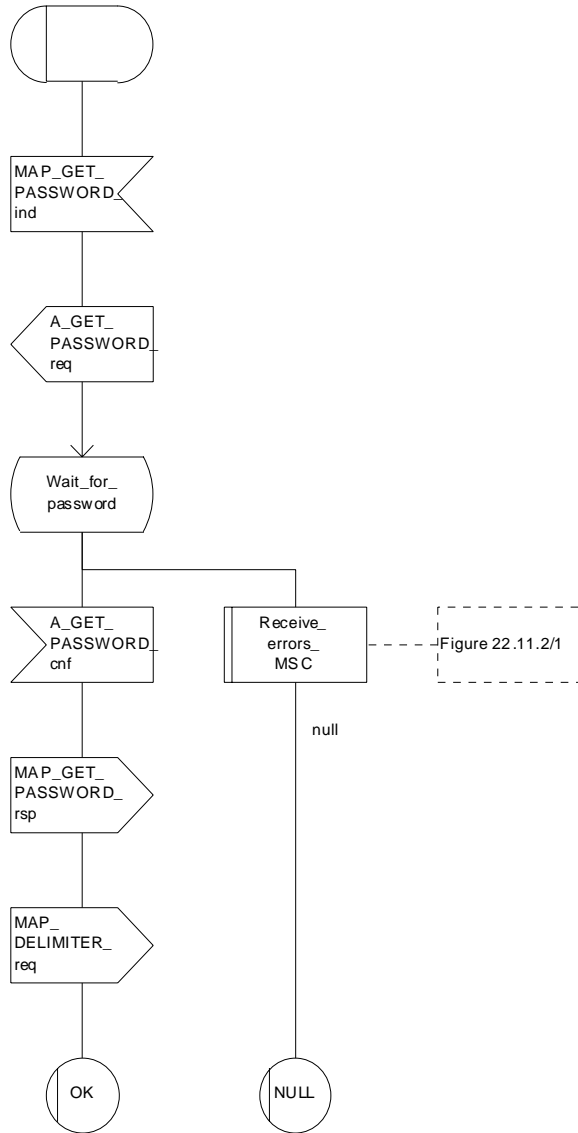 MAP_GET_
PASSWORD_
ind
A_GET_
PASSWORD_
req
Wait_for_
password
A_GET_
PASSWORD_
cnf
Receive_
errors_
MSC
Figure 22.11.2/1
null
MAP_GET_
PASSWORD_
rsp
MAP_
DELIMITER_
req
OK
NULL